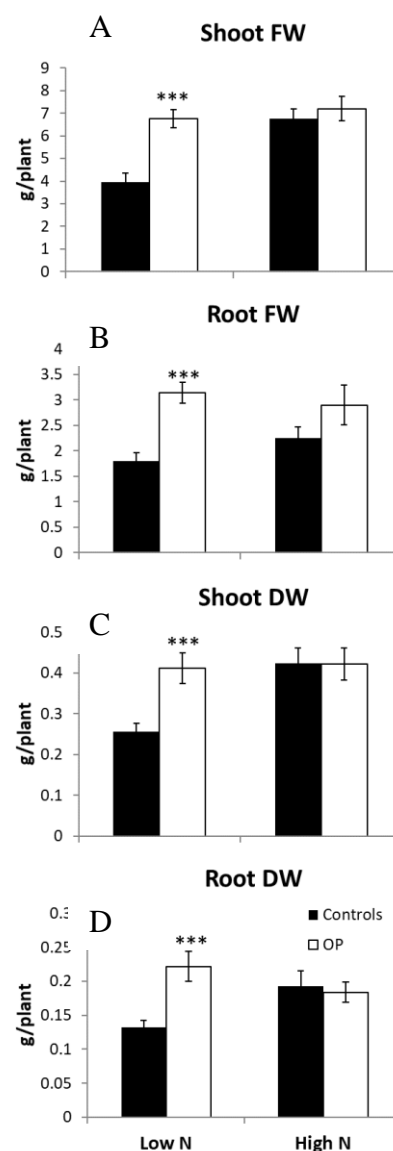 A
Shoot FW
g/plant
9
8
7
6
5
4
3
2
1
0
***
B
Root FW
g/plant
4
3.5
3
2.5
2
1.5
1
0.5
0
***
C
Shoot DW
g/plant
0.5
0.4
0.3
0.2
0.1
0
***
D
Root DW
g/plant
0.3
0.25
0.2
0.15
0.1
0.05
0
***
Controls
OP
Low N High N